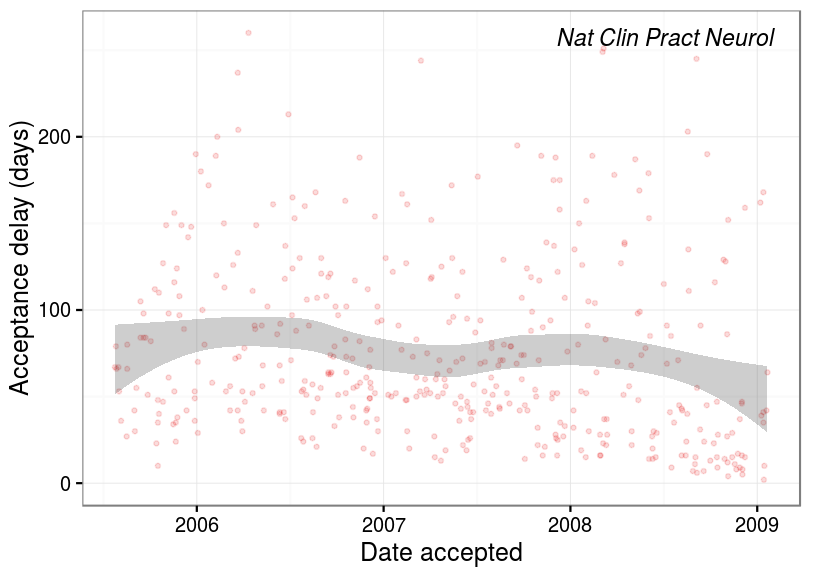 Nat Clin Pract Neurol
Acceptance delay (days)
200
100
0
2006 2007 2008 2009
Date accepted